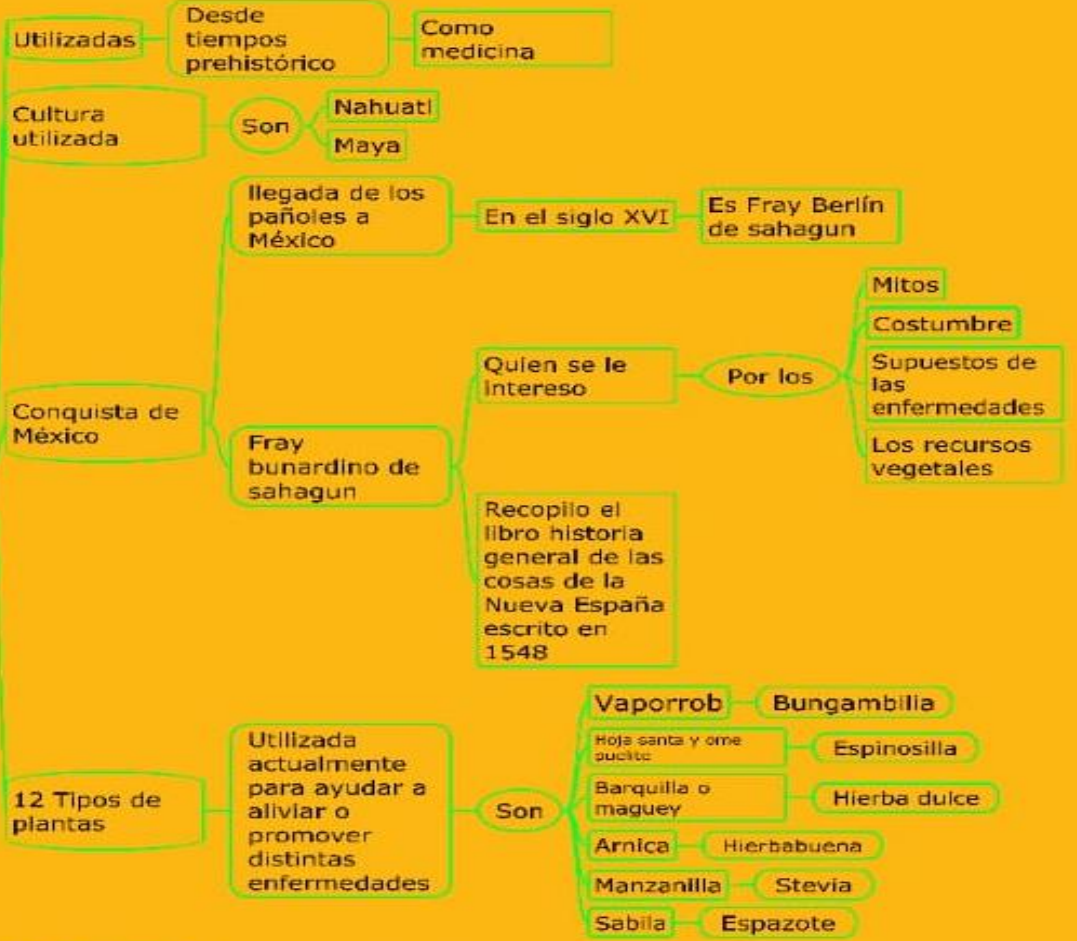 Utilizadas
Desde
tiempos
prehistórico
Como
medicina
Cultura
utilizada
Son
Nahuatl
Maya
Conquista de
México
llegada de los
pañoles a
México
En el siglo XVI
Es Fray Berlín
de sahagun
Fray
bunardino de
sahagun
Quien se le
intereso
Por los
Mitos
Costumbre
Supuestos de
las
enfermedades
Los recursos
vegetales
Recopilo el
libro historia
general de las
cosas de la
Nueva España
escrito en
1548
12 Tipos de
plantas
Utilizada
actualmente
para ayudar a
aliviar o
promover
distintas
enfermedades
Son
Vaporrob
Bungambilia
Hoja santa y ome
Espinosilla
Barquilla o
maguey
Hierba dulce
Arnica
Hierbabuena
Manzanilla
Stevia
Sabila
Espazote